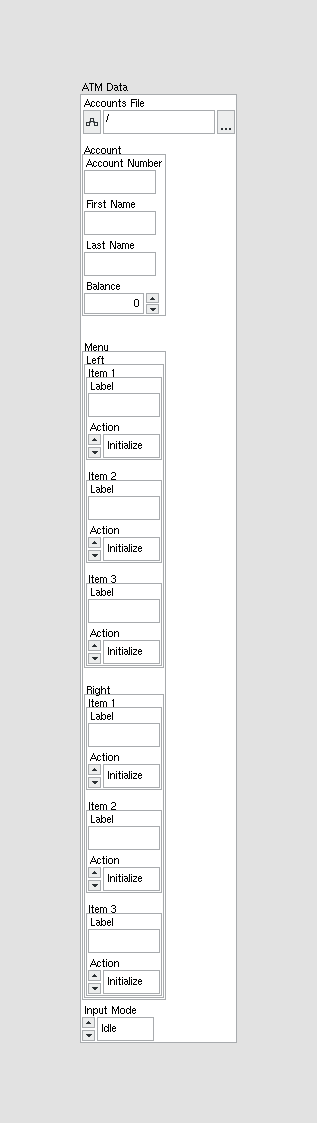 ATM Data
Accounts File
/
...
Account
Account Number
First Name
Last Name
Balance
0
Menu
Left
Item 1
Label
Action
Initialize
Item 2
Label
Action
Initialize
Item 3
Label
Action
Initialize
Right
Item 1
Label
Action
Initialize
Item 2
Label
Action
Initialize
Item 3
Label
Action
Initialize
Input Mode
Idle